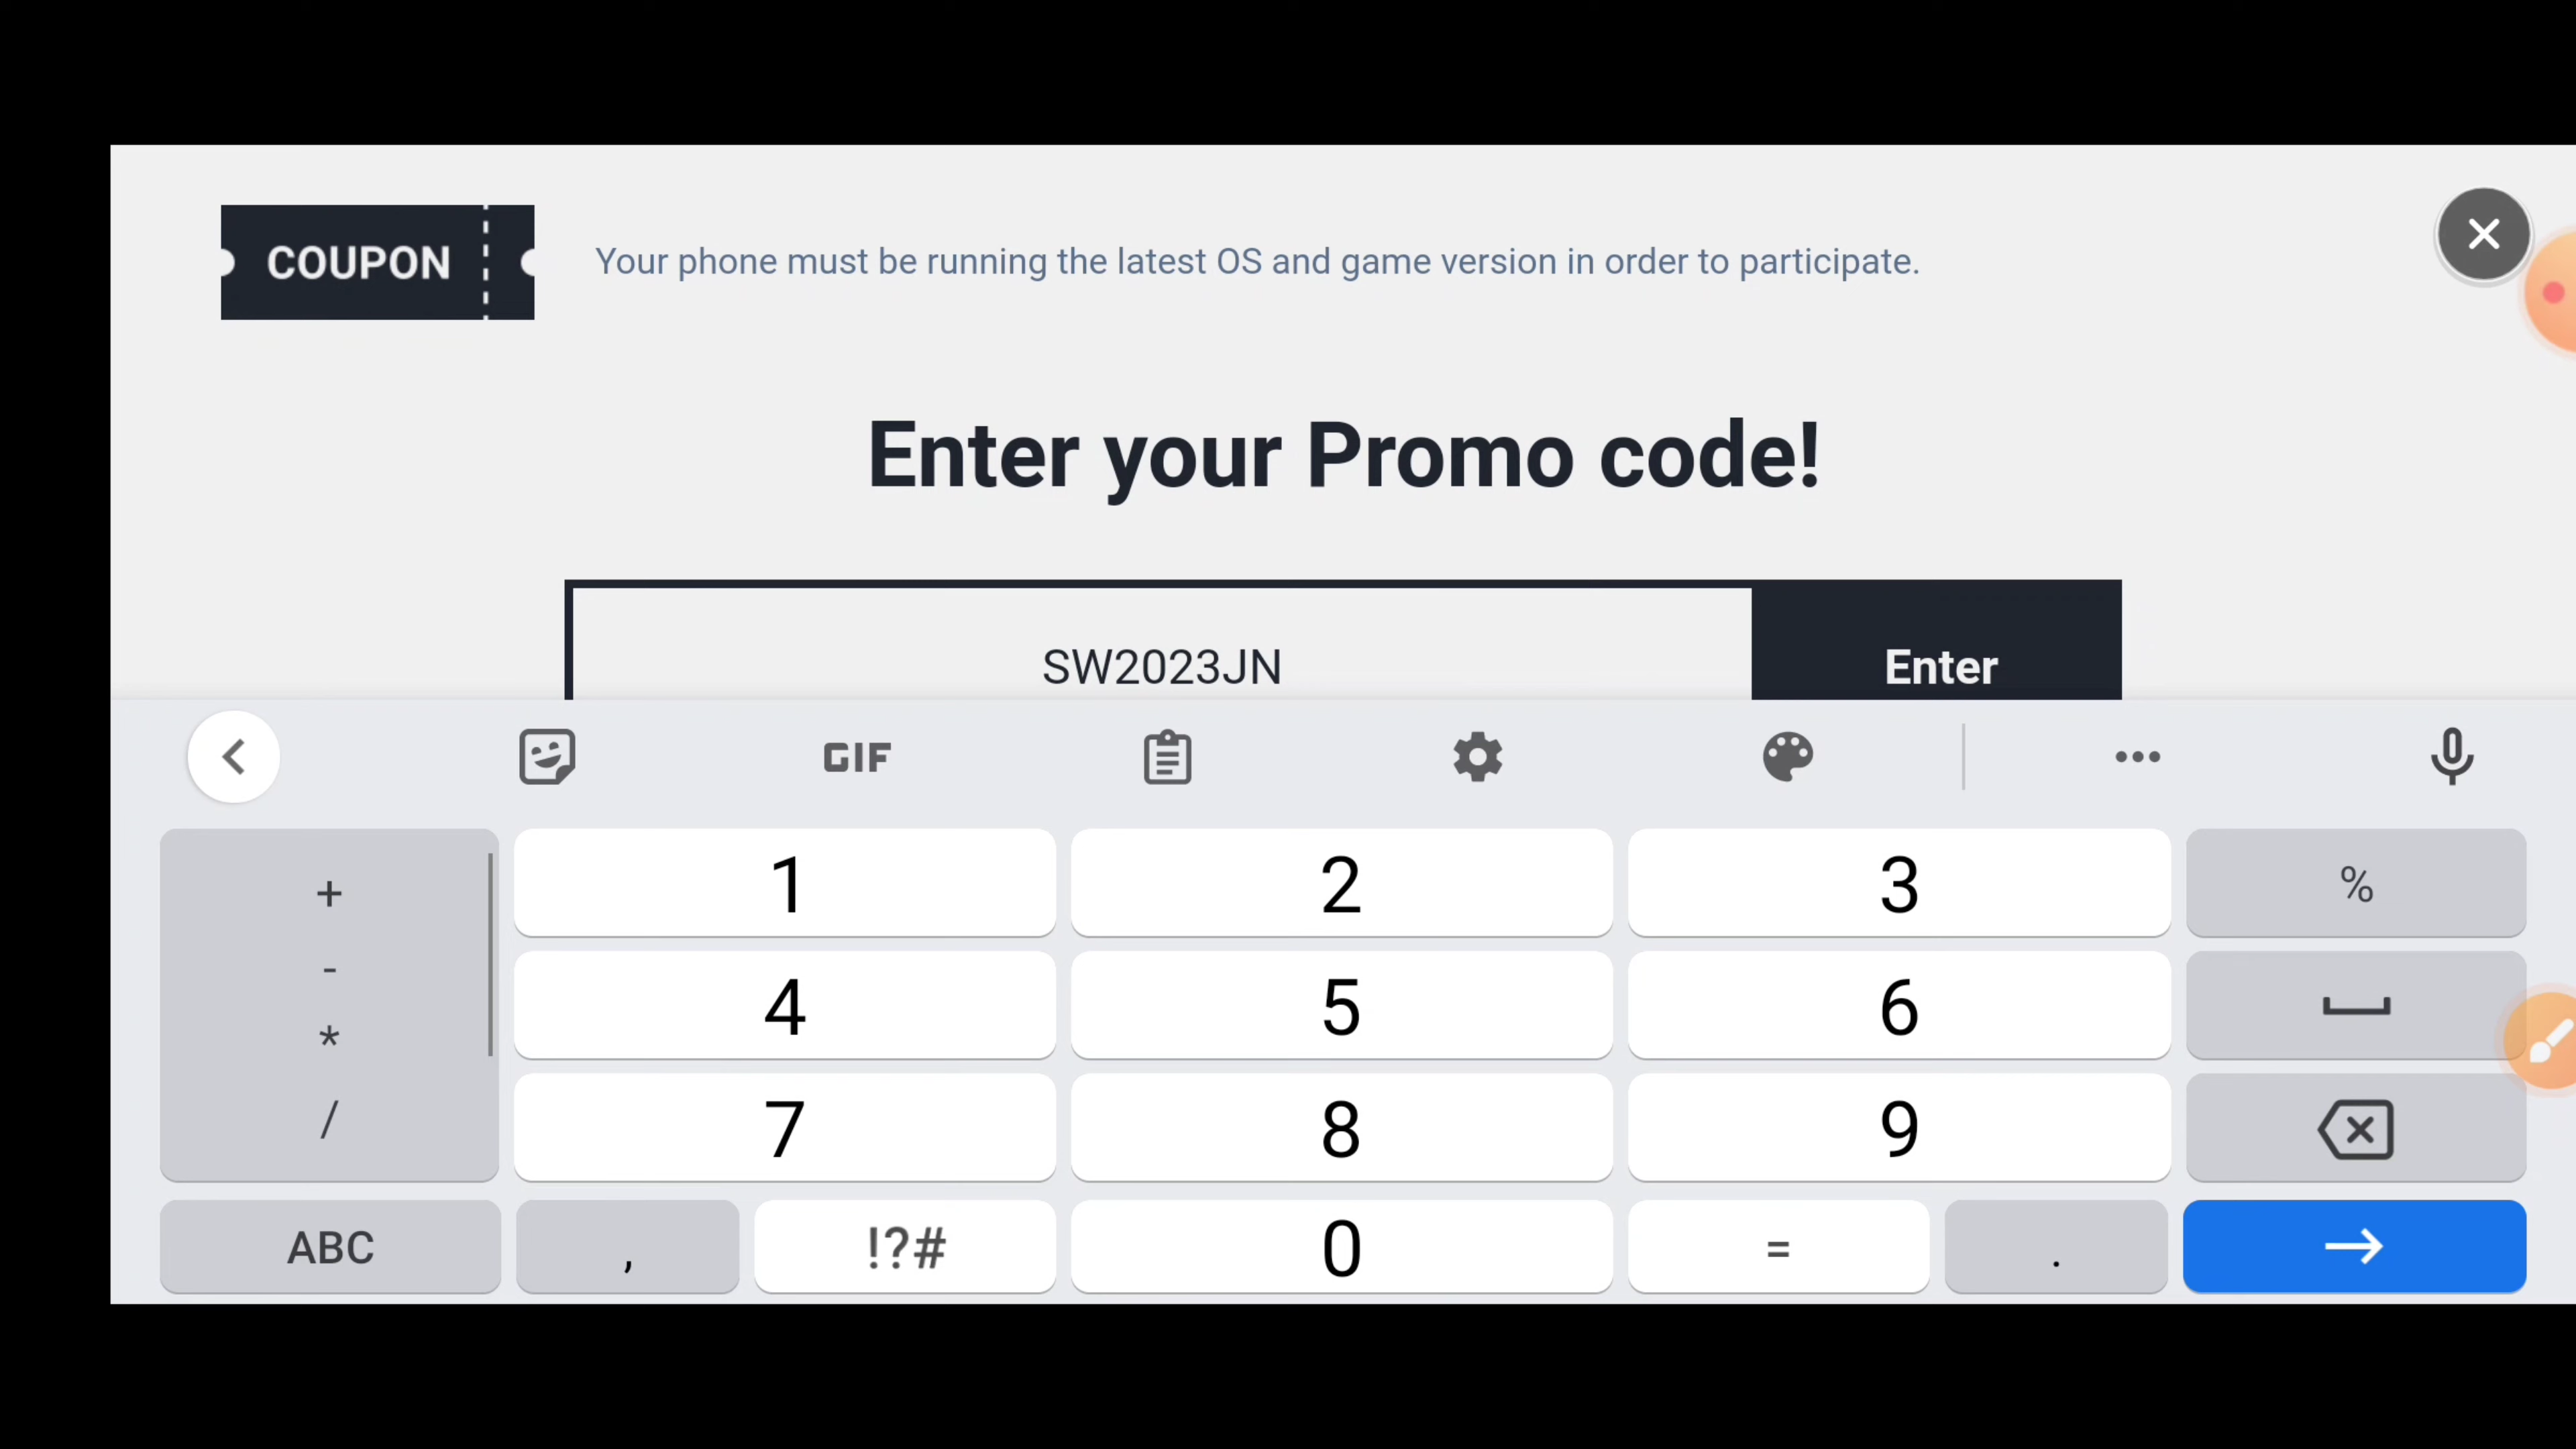 COUPON
Your phone must be running the latest OS and game version in order to participate.
Enter your Promo code!
SW2023JN
Enter
GIF
+
1
2
3
%
-
4
5
6
*
/
7
8
9
ABC
,
!?#
0
=
.